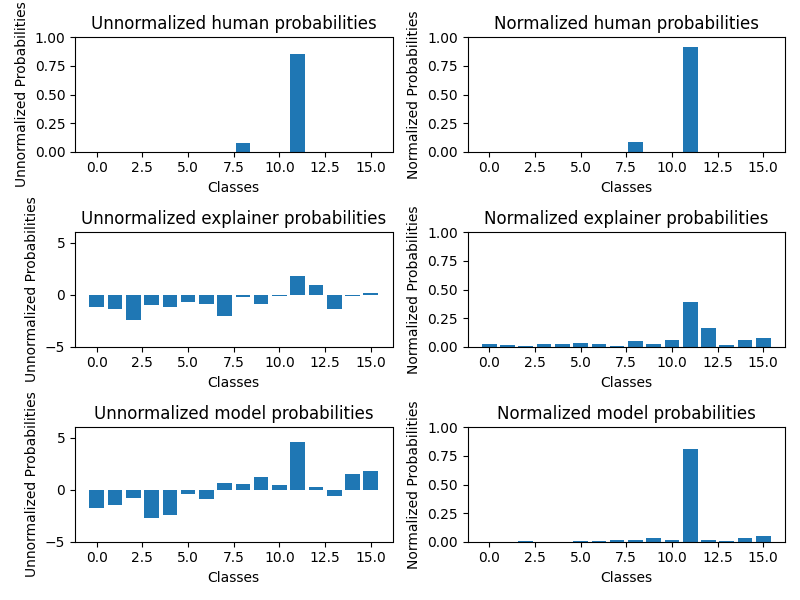 Unnormalized human probabilities
Unnormalized Probabilities
1.00
0.75
0.50
0.25
0.00
0.0 2.5 5.0 7.5 10.0 12.5 15.0
Classes
Normalized human probabilities
Normalized Probabilities
1.00
0.75
0.50
0.25
0.00
0.0 2.5 5.0 7.5 10.0 12.5 15.0
Classes
Unnormalized explainer probabilities
Unnormalized Probabilities
5
0
−5
0.0 2.5 5.0 7.5 10.0 12.5 15.0
Classes
Normalized explainer probabilities
Normalized Probabilities
1.00
0.75
0.50
0.25
0.00
0.0 2.5 5.0 7.5 10.0 12.5 15.0
Classes
Unnormalized model probabilities
Unnormalized Probabilities
5
0
−5
0.0 2.5 5.0 7.5 10.0 12.5 15.0
Classes
Normalized model probabilities
Normalized Probabilities
1.00
0.75
0.50
0.25
0.00
0.0 2.5 5.0 7.5 10.0 12.5 15.0
Classes